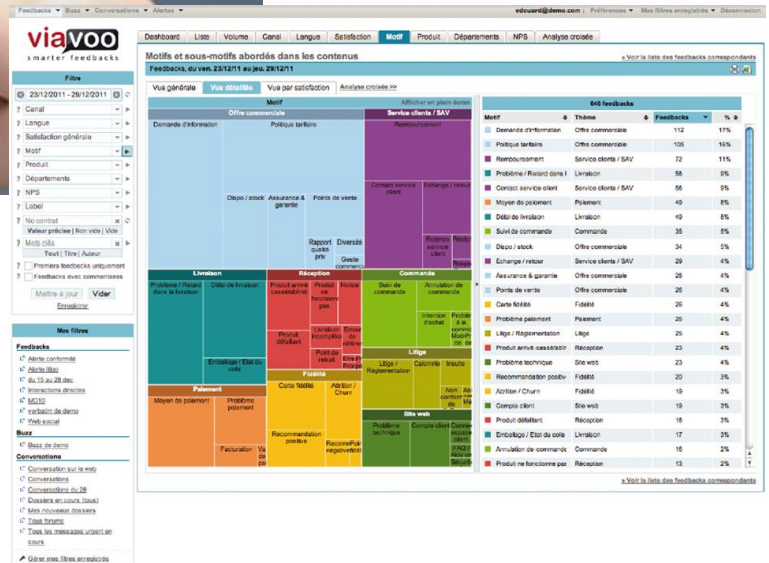 Feedbacks Buzz Conversations Alertes
edouard@demo.com | Préférences Mes filtres enregistrés Déconnexion
viavoo
smarter feedbacks
Dashboard Liste Volume Canal Langue Satisfaction Motif Produit Départements NPS Analyse croisée
Motifs et sous-motifs abordés dans les contenus
» Voir la liste des feedbacks correspondants
Feedbacks, du ven. 23/12/11 au jeu. 29/12/11
Vue générale Vue détaillée Vue par satisfaction Analyse croisée >>
Filtre
23/12/2011 - 29/12/2011
? Canal
? Langue
? Satisfaction générale
? Motif
? Produit
? Départements
? NPS
? Label
? No contrat
Valeur précise | Non vide | Vide
? Mots clés
Tout | Titre | Auteur
? Premiers feedbacks uniquement
? Feedbacks avec commentaires
Mettre à jour Vider
Enregistrer
Mes filtres
Feedbacks
Alerte conformité
Alerte litige
du 15 au 28 dec
Interactions directes
MO10
verbatim de demo
Web social
Buzz
Buzz de demo
Conversations
Conversation sur le web
Conversations
Conversations du 28
Dossiers en cours (tous)
Mes nouveaux dossiers
Tous forums
Tous les messages urgent en
cours
Gérer mes filtres enregistrés
Motif
Afficher en plein écran
Offre commerciale
Demande d'information
Politique tarifaire
Dispo / stock
Assurance &
garantie
Points de vente
Rapport
qualité
prix
Diversité
Geste
commerci
Service clients / SAV
Remboursement
Contact service
client
Echange / retour
Relance
service
client
Livraison
Problème / Retard
dans la livraison
Délai de livraison
Emballage / Etat du
colis
Réception
Produit arrivé
cassé/abîmé
Produit
ne
fonctionne
pas
Notice
Produit
défaillant
Livraison
incomplète
Point de
retrait
Commande
Suivi de
commande
Annulation de
commande
Intention
d'achat
Litige
Litige /
Réglementation
Calomnie
Insulte
Paiement
Moyen de paiement
Problème
paiement
Facturation
Fidélité
Carte fidélité
Attrition /
Churn
Recommandation
positive
Site web
Problème
technique
Compte client
648 feedbacks
Motif Thème Feedbacks %
Demande d'information Offre commerciale 112 17%
Politique tarifaire Offre commerciale 105 16%
Remboursement Service clients / SAV 72 11%
Problème / Retard dans l Livraison 58 9%
Contact service client Service clients / SAV 56 9%
Moyen de paiement Paiement 49 8%
Délai de livraison Livraison 49 8%
Suivi de commande Commande 35 5%
Dispo / stock Offre commerciale 34 5%
Echange / retour Service clients / SAV 29 4%
Assurance & garantie Offre commerciale 26 4%
Points de vente Offre commerciale 26 4%
Carte fidélité Fidélité 26 4%
Problème paiement Paiement 25 4%
Litige / Réglementation Litige 25 4%
Produit arrivé cassé/abîm Réception 23 4%
Problème technique Site web 23 4%
Recommandation positiv Fidélité 20 3%
Attrition / Churn Fidélité 19 3%
Compte client Site web 19 3%
Produit défaillant Réception 18 3%
Emballage / Etat du colis Livraison 17 3%
Annulation de commande Commande 16 2%
Produit ne fonctionne pas Réception 13 2%
» Voir la liste des feedbacks correspondants